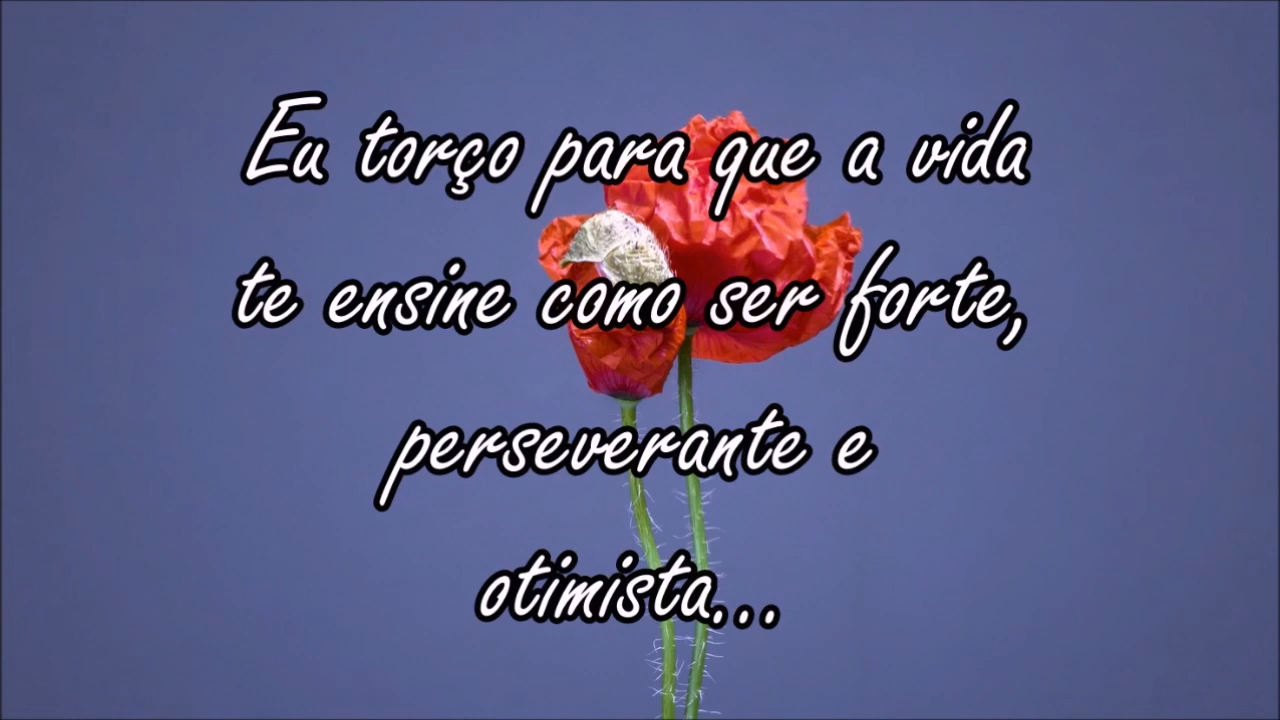 Eu torço para que a vida
te ensine como ser forte,
perseverante e
otimista...